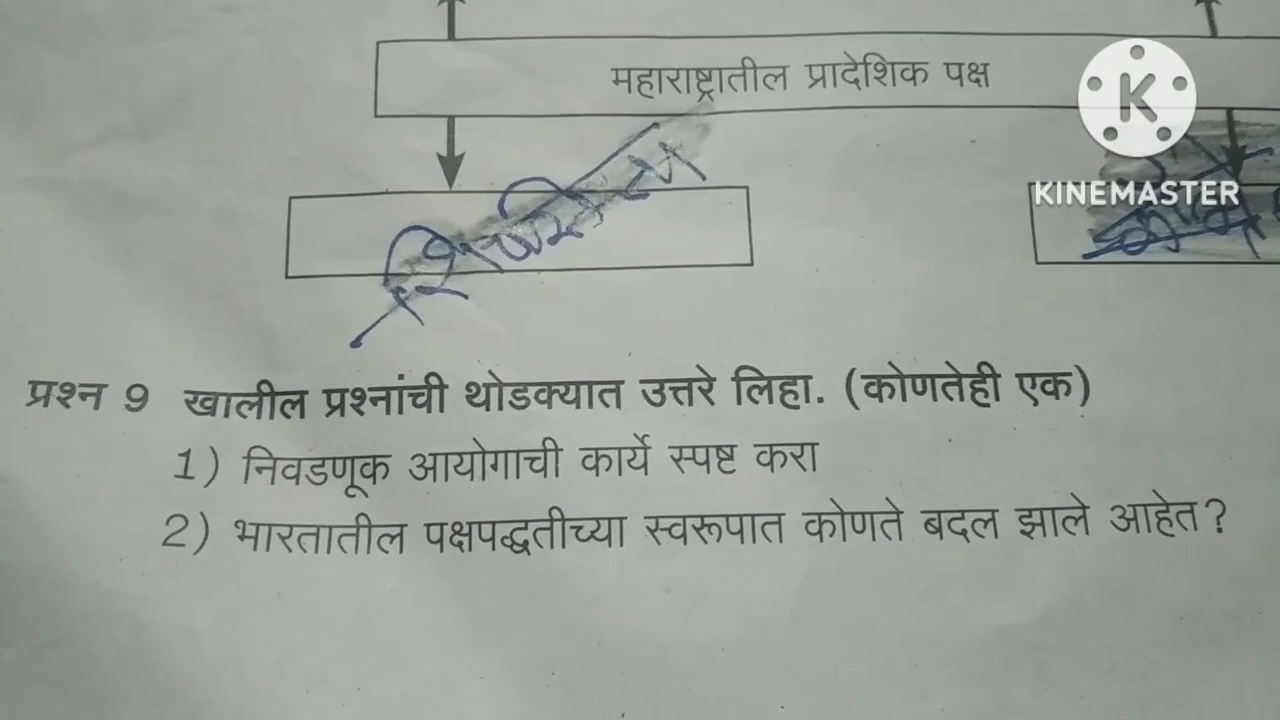 महाराष्ट्रातील प्रादेशिक पक्ष
K
KINEMASTER
प्रश्न 9 खालील प्रश्नांची थोडक्यात उत्तरे लिहा. (कोणतेही एक)
1) निवडणूक आयोगाची कार्ये स्पष्ट करा
2) भारतातील पक्षपद्धतीच्या स्वरूपात कोणते बदल झाले आहेत?